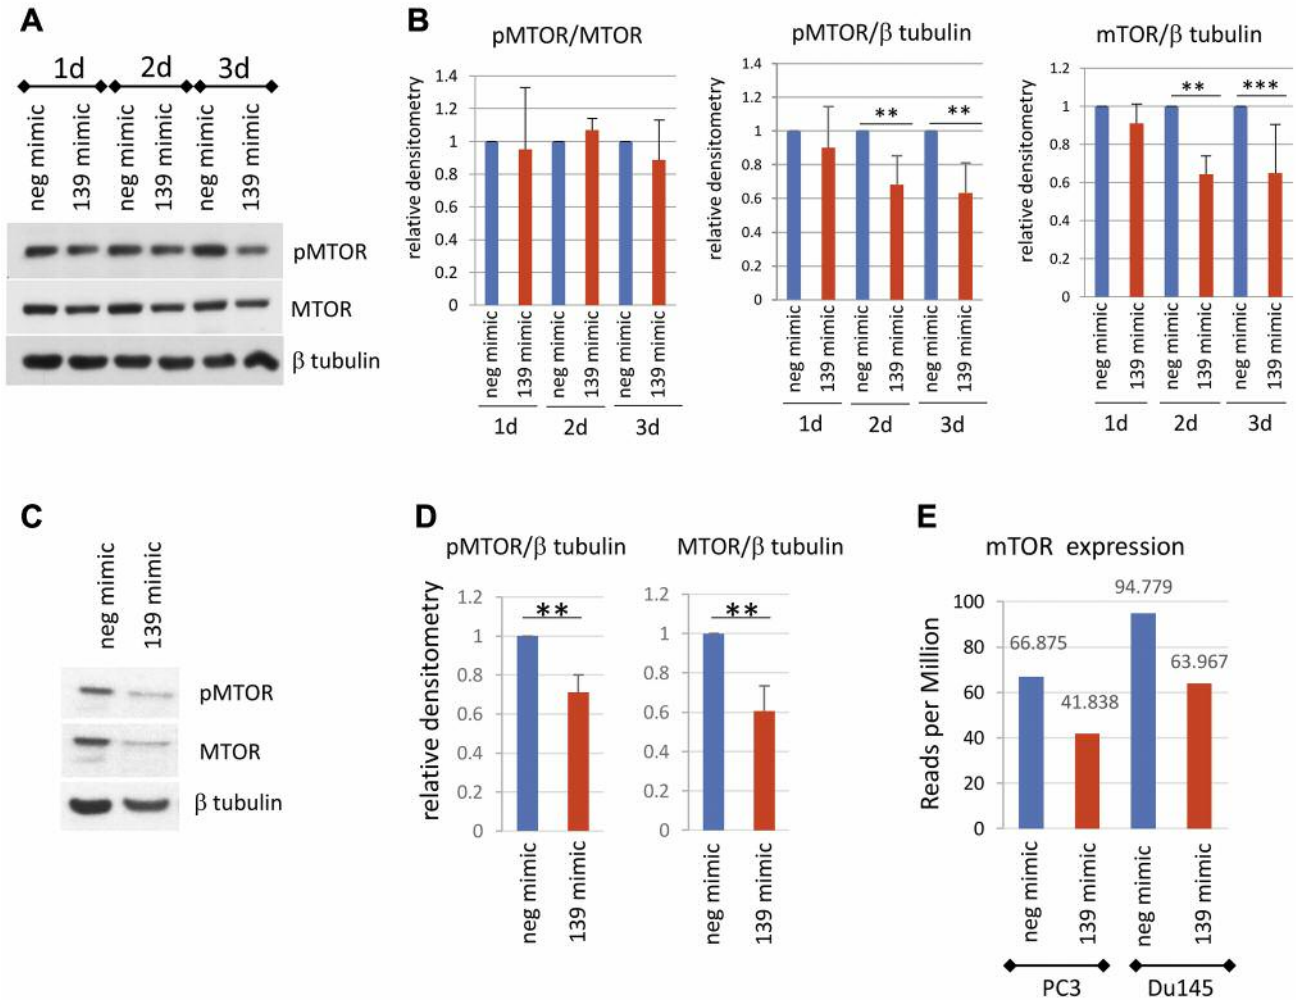 A
1d 2d 3d
neg mimic
139 mimic
neg mimic
139 mimic
neg mimic
139 mimic
pMTOR
MTOR
β tubulin
B
pMTOR/MTOR
relative densitometry
1.4
1.2
1
0.8
0.6
0.4
0.2
0
neg mimic
139 mimic
neg mimic
139 mimic
neg mimic
139 mimic
1d 2d 3d
pMTOR/β tubulin
relative densitometry
1.4
1.2
1
0.8
0.6
0.4
0.2
0
** **
neg mimic
139 mimic
neg mimic
139 mimic
neg mimic
139 mimic
1d 2d 3d
mTOR/β tubulin
relative densitometry
1.2
1
0.8
0.6
0.4
0.2
0
** ***
neg mimic
139 mimic
neg mimic
139 mimic
neg mimic
139 mimic
1d 2d 3d
C
neg mimic
139 mimic
pMTOR
MTOR
β tubulin
D
pMTOR/β tubulin
relative densitometry
1.2
1
0.8
0.6
0.4
0.2
0
**
neg mimic
139 mimic
MTOR/β tubulin
1.2
1
0.8
0.6
0.4
0.2
0
**
neg mimic
139 mimic
E
mTOR expression
Reads per Million
100
80
60
40
20
0
66.875
41.838
94.779
63.967
neg mimic
139 mimic
neg mimic
139 mimic
PC3 Du145